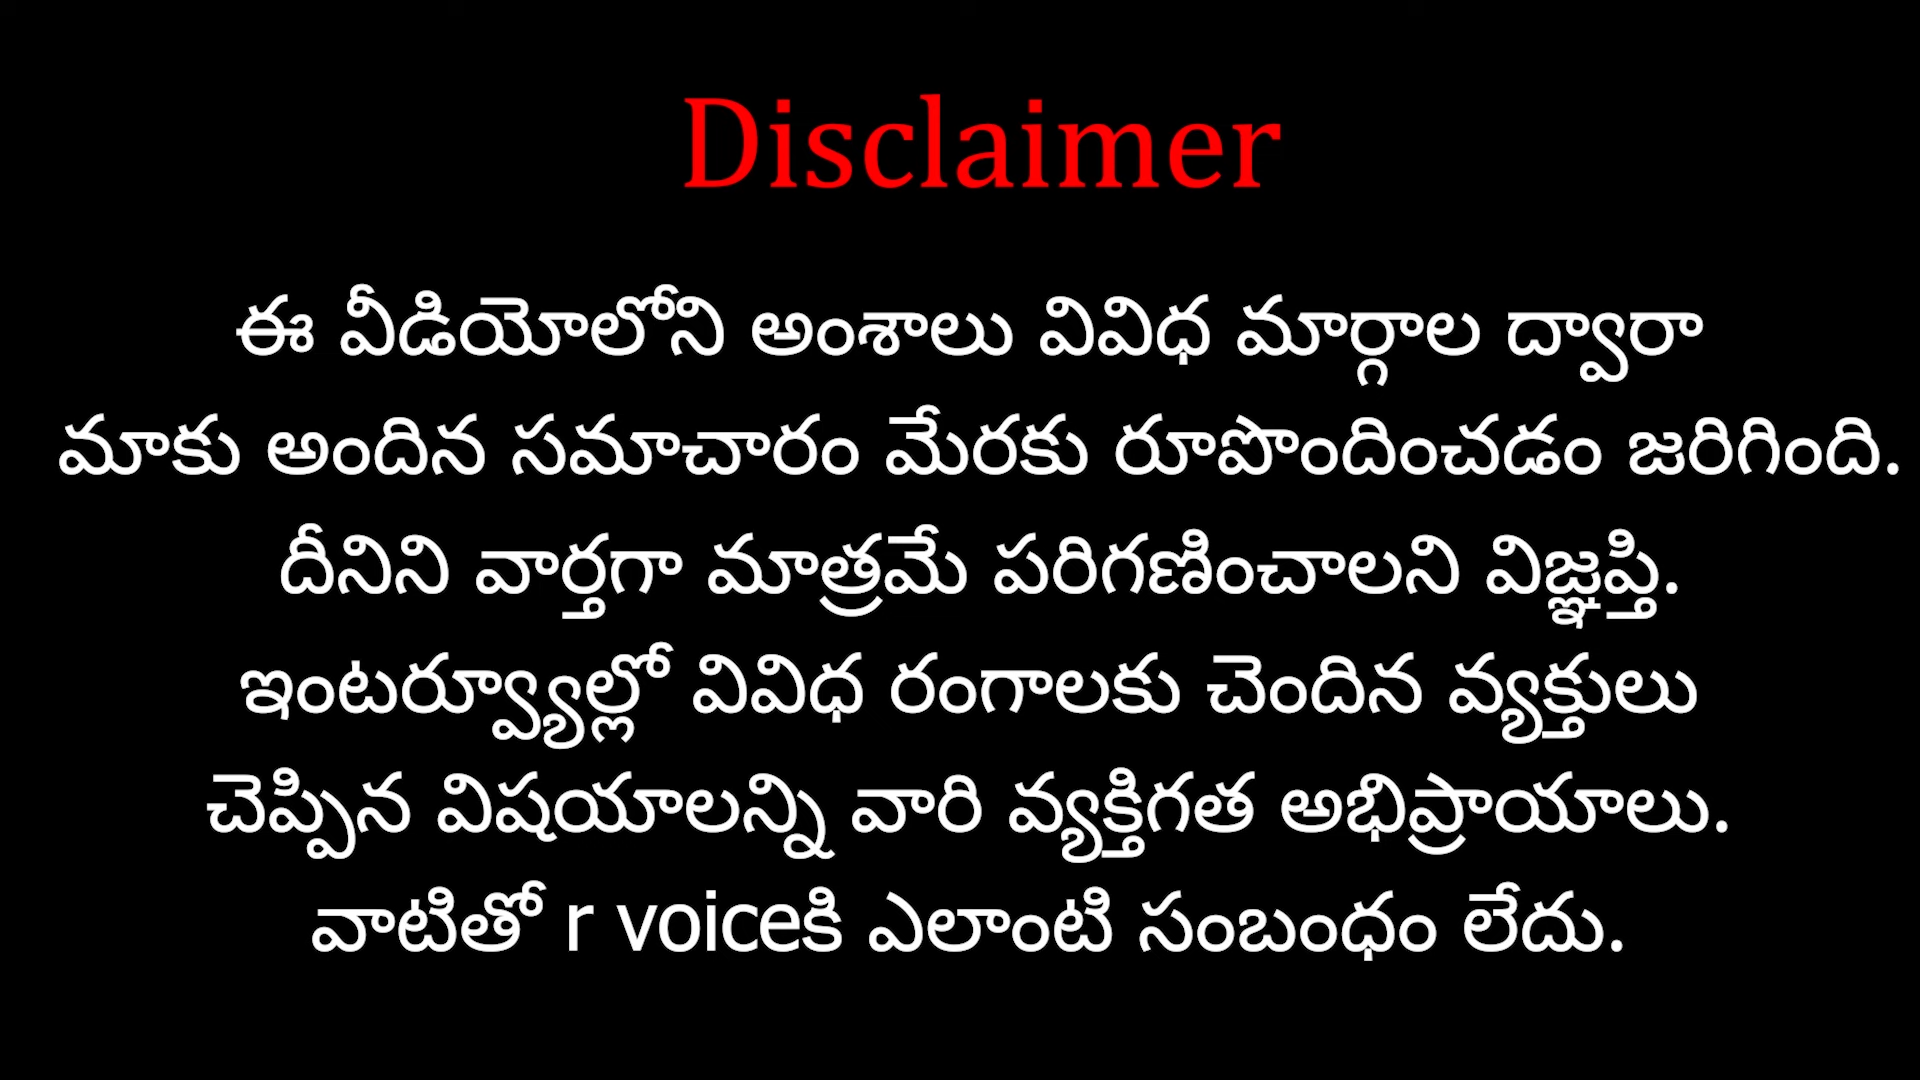 Disclaimer
ఈ వీడియోలోని అంశాలు వివిధ మార్గాల ద్వారా
మాకు అందిన సమాచారం మేరకు రూపొందించడం జరిగింది.
దీనిని వార్తగా మాత్రమే పరిగణించాలని విజ్ఞప్తి.
ఇంటర్వ్యూల్లో వివిధ రంగాలకు చెందిన వ్యక్తులు
చెప్పిన విషయాలన్ని వారి వ్యక్తిగత అభిప్రాయాలు.
వాటితో r voiceకి ఎలాంటి సంబంధం లేదు.